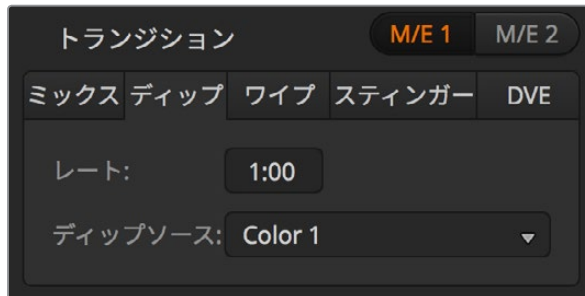 トランジション M/E 1 M/E 2
ミックス ディップ ワイプ スティンガー DVE
レート: 1:00
ディップソース: Color 1